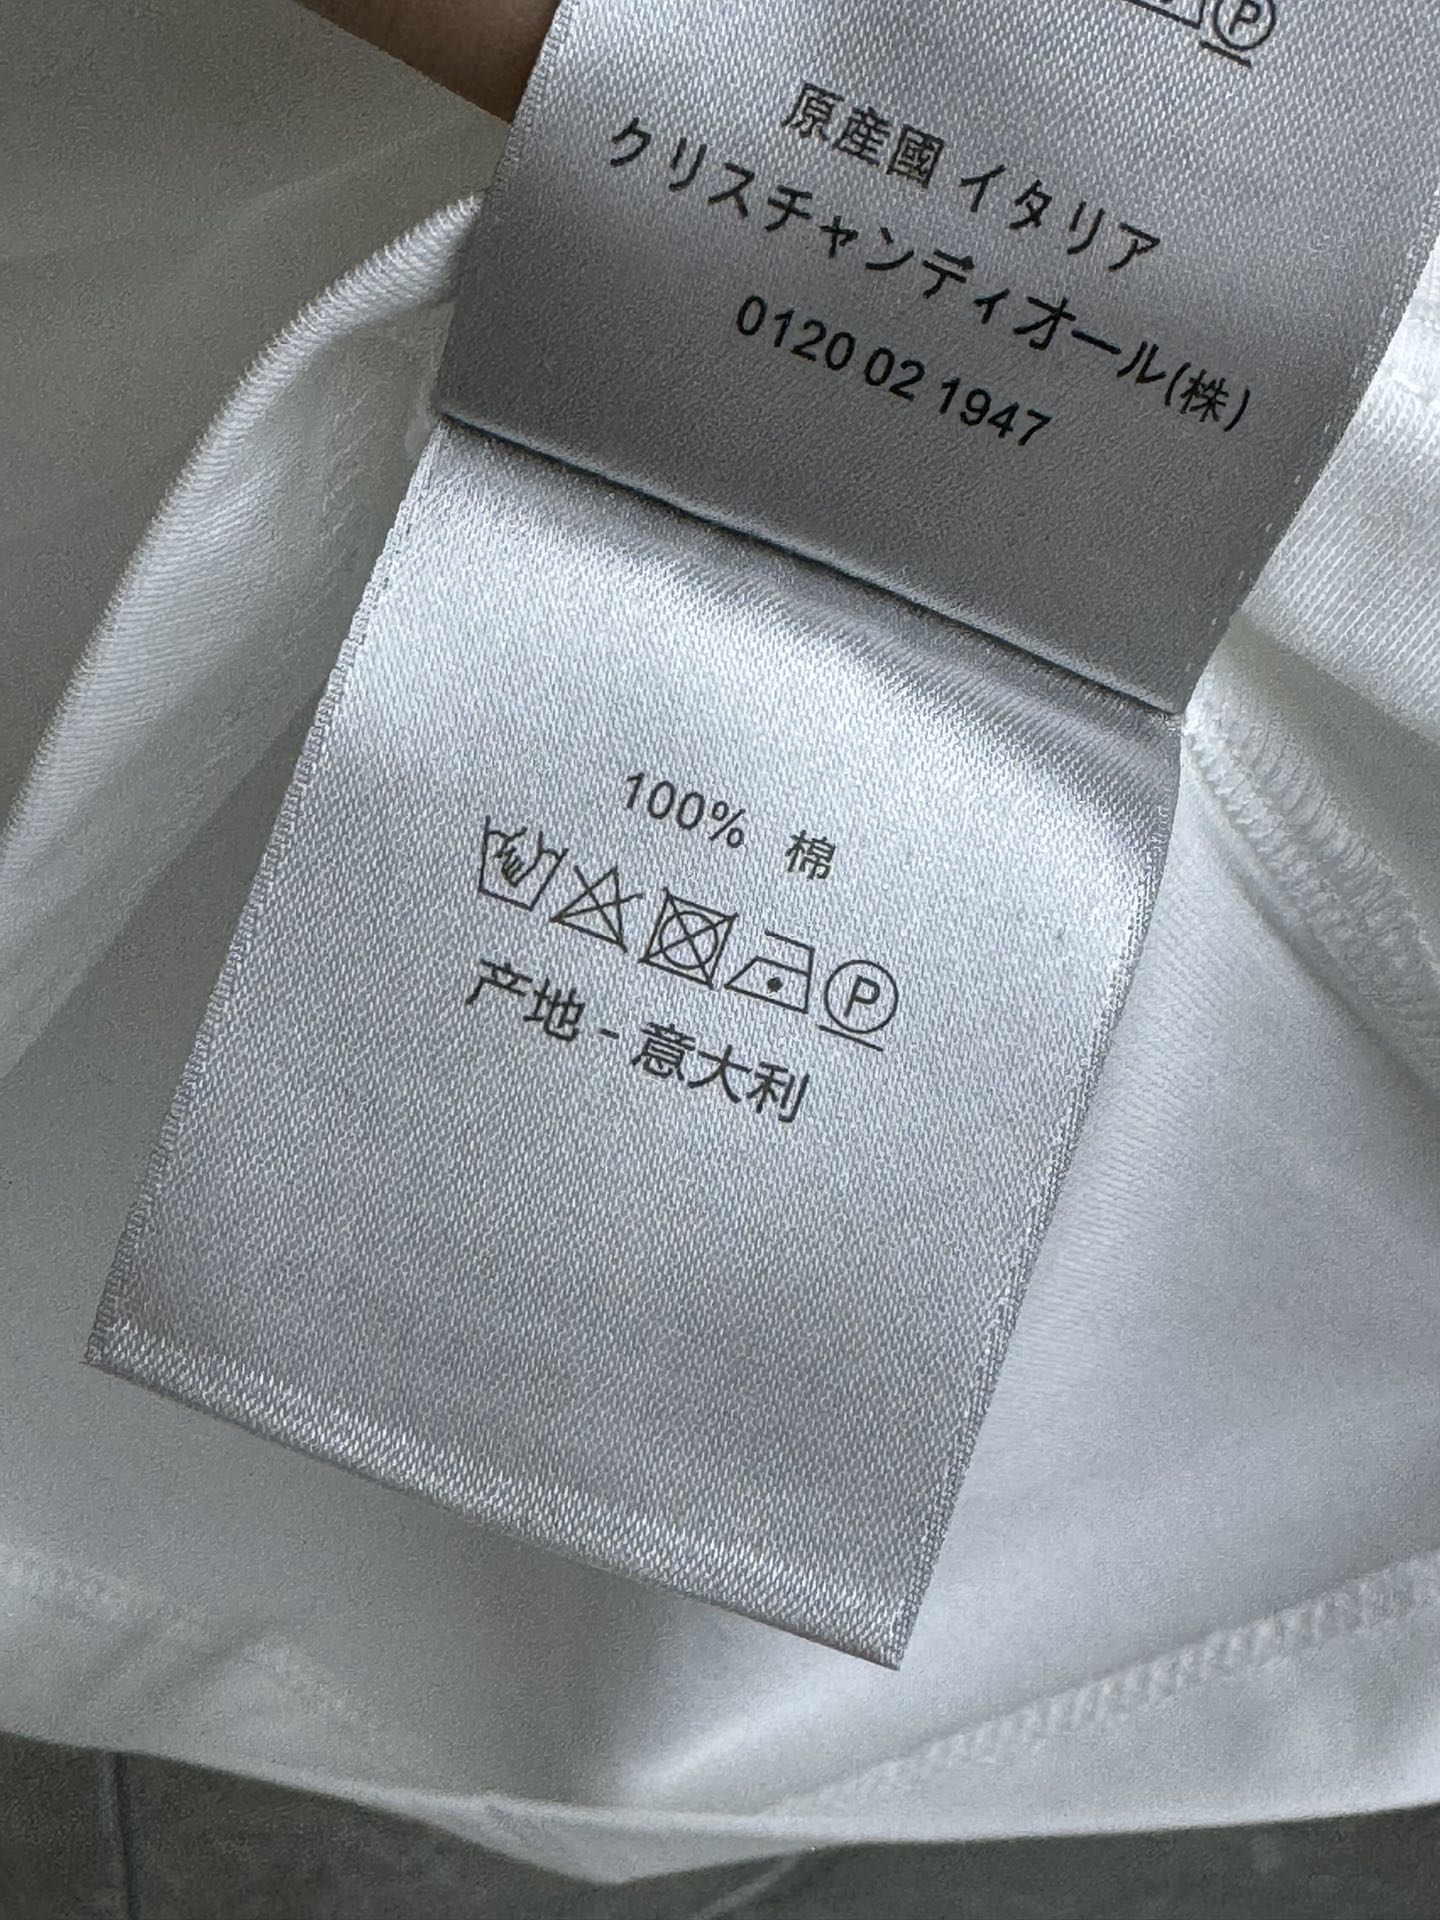 P
原産國 イタリア
クリスチャンディオール(株)
0120 02 1947
100% 棉
P
产地 - 意大利